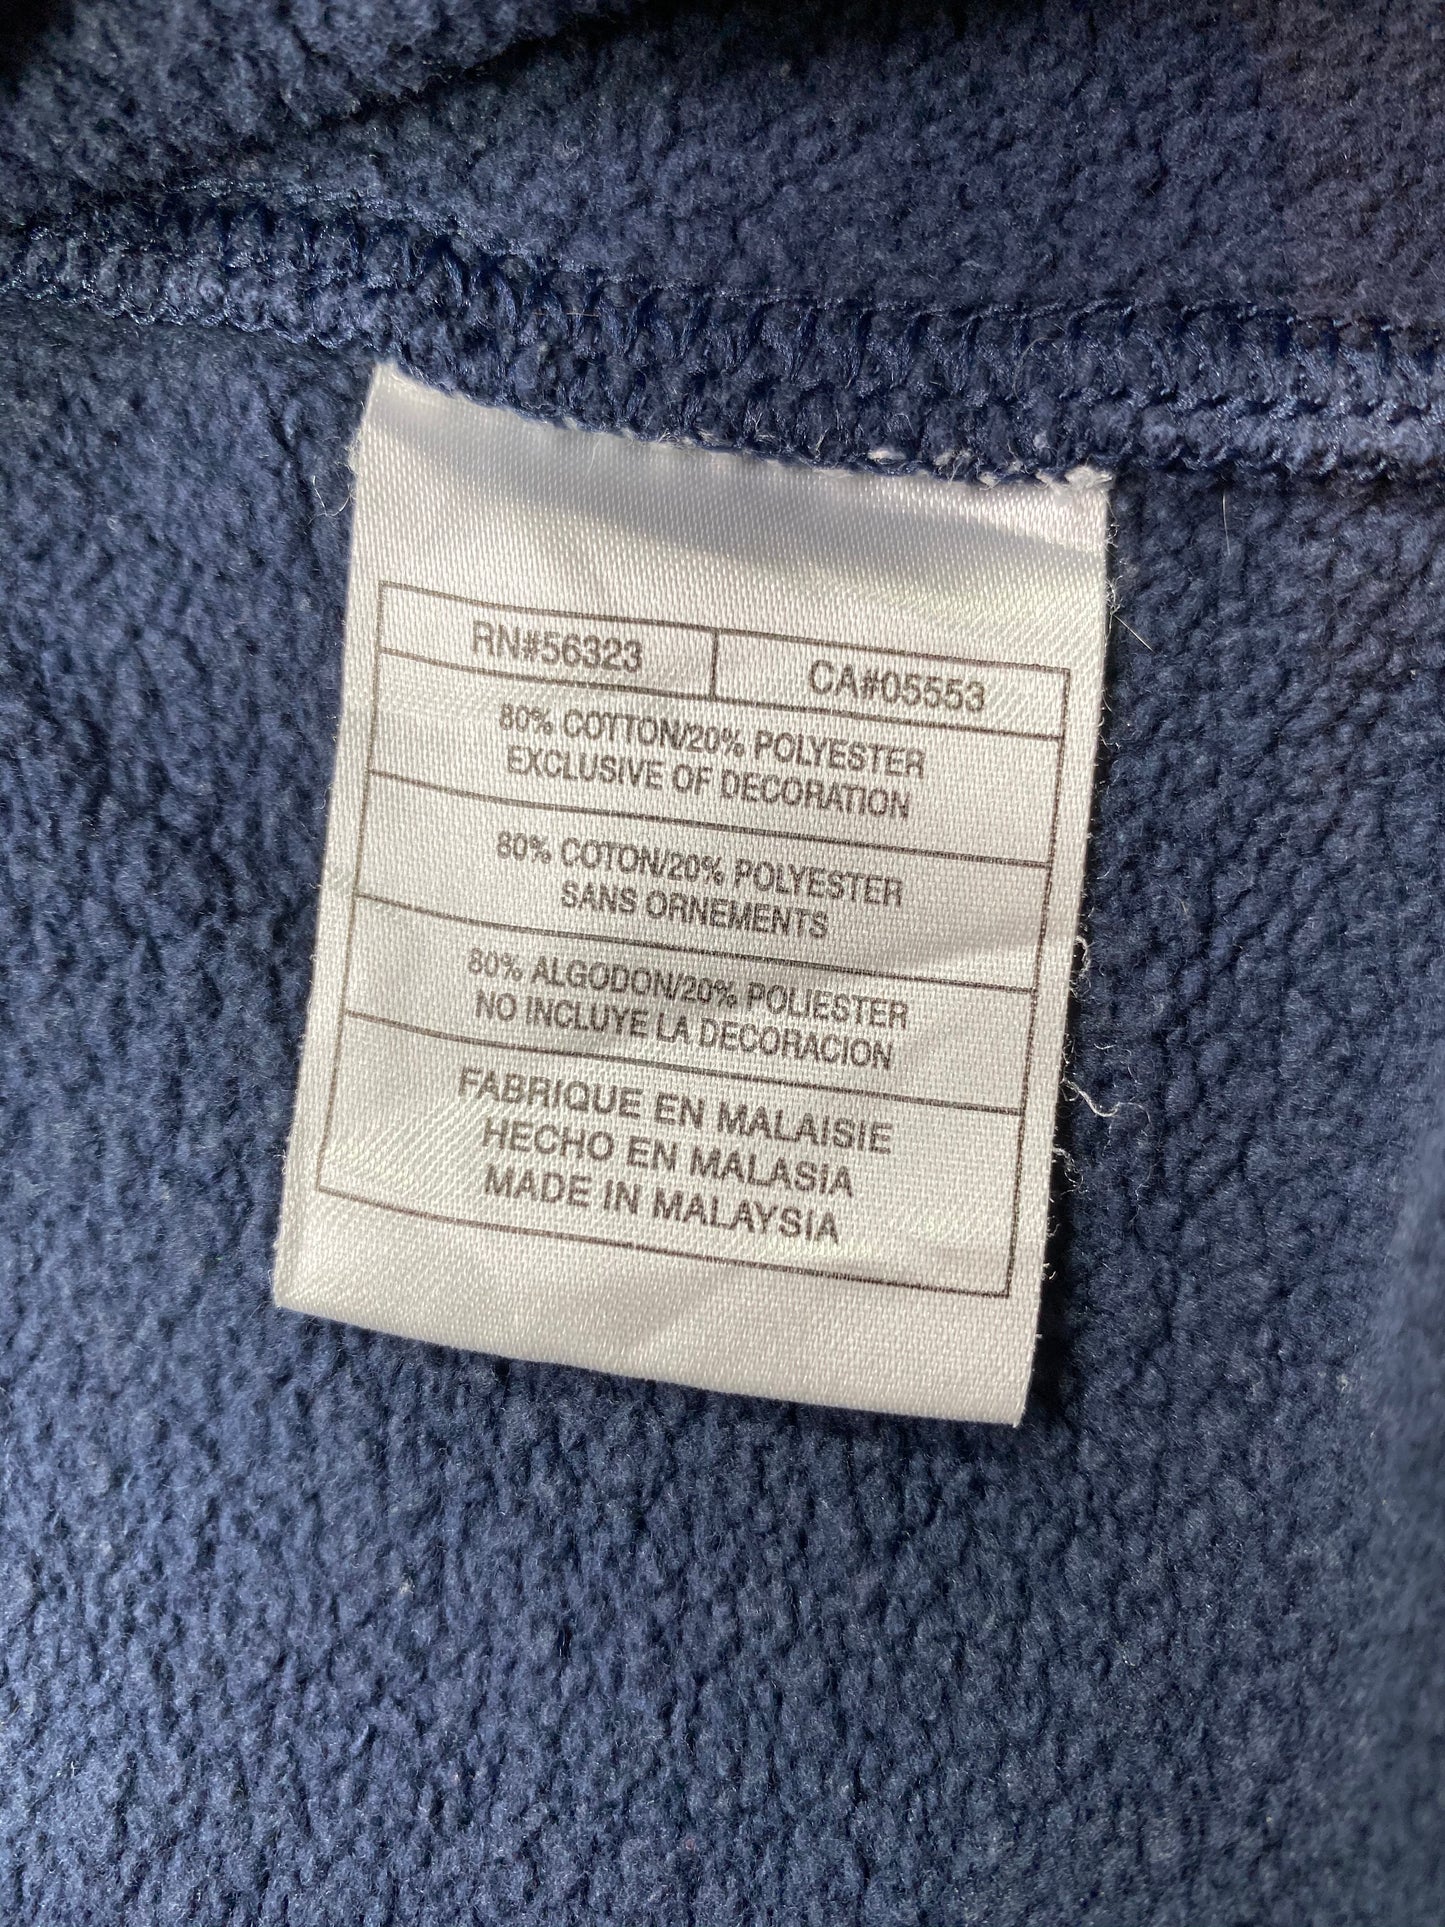 RN#56323 CA#05553
80% COTTON/20% POLYESTER
EXCLUSIVE OF DECORATION
80% COTON/20% POLYESTER
SANS ORNEMENTS
80% ALGODON/20% POLIESTER
NO INCLUYE LA DECORACION
FABRIQUE EN MALAISIE
HECHO EN MALASIA
MADE IN MALAYSIA